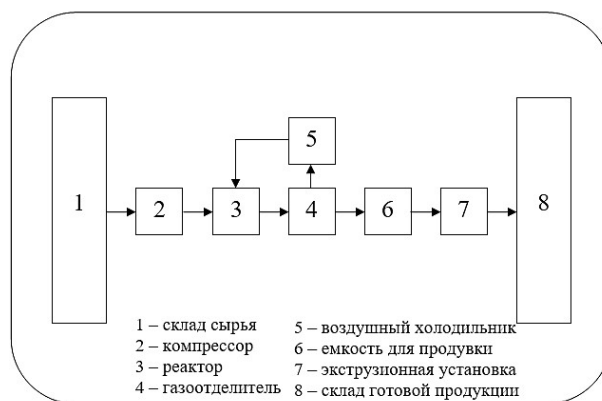 5
1
2
3
4
6
7
8
1 – склад сырья
2 – компрессор
3 – реактор
4 – газоотделитель
5 – воздушный холодильник
6 – емкость для продувки
7 – экструзионная установка
8 – склад готовой продукции